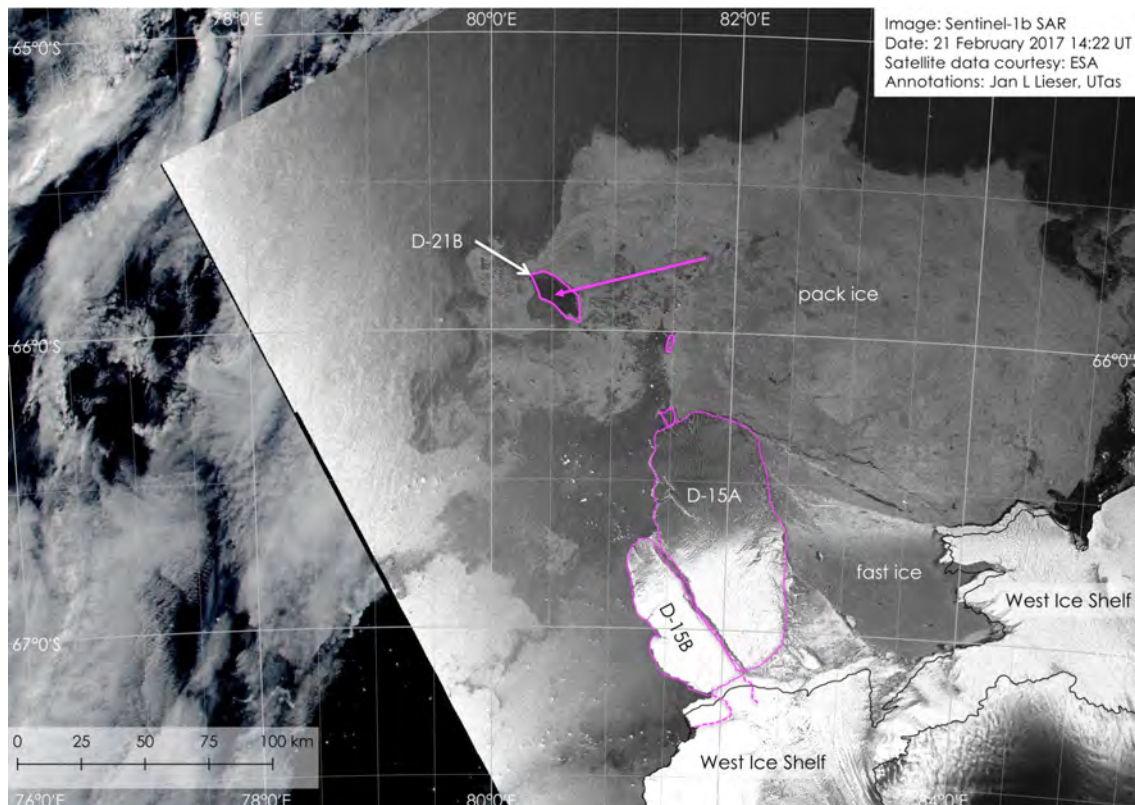 78°0'E
80°0'E
82°0'E
Image: Sentinel-1b SAR
Date: 21 February 2017 14:22 UT
Satellite data courtesy: ESA
Annotations: Jan L Lieser, UTas
65°0'S
D-21B
pack ice
66°0'S
66°0'S
D-15A
fast ice
West Ice Shelf
D-15B
67°0'S
0 25 50 75 100 km
West Ice Shelf
76°0'E
78°0'E
80°0'E
84°0'E